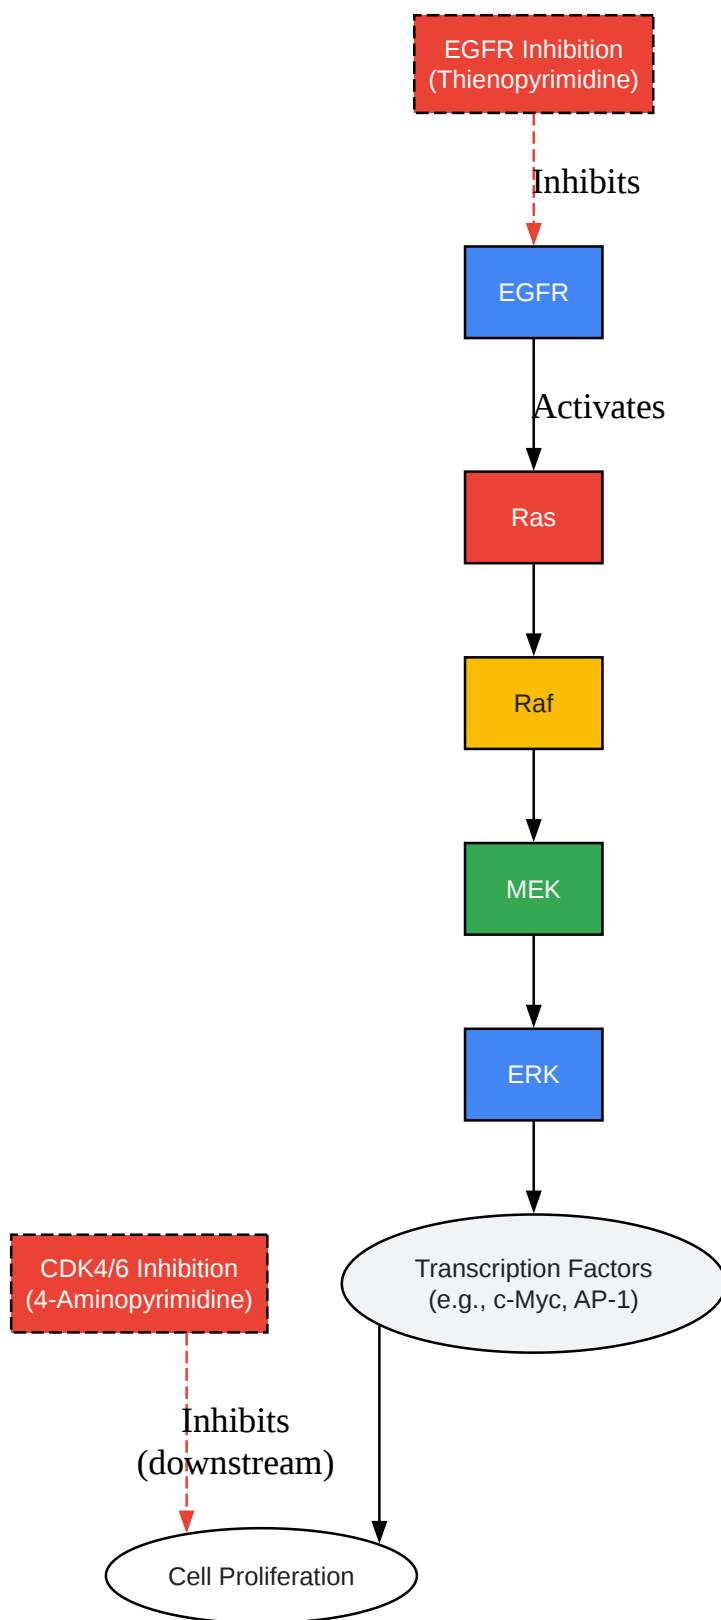 EGFR Inhibition
(Thienopyrimidine)
Inhibits
EGFR
Activates
Ras
Raf
MEK
ERK
CDK4/6 Inhibition
(4-Aminopyrimidine)
Transcription Factors
(e.g., c-Myc, AP-1)
Inhibits
(downstream)
Cell Proliferation